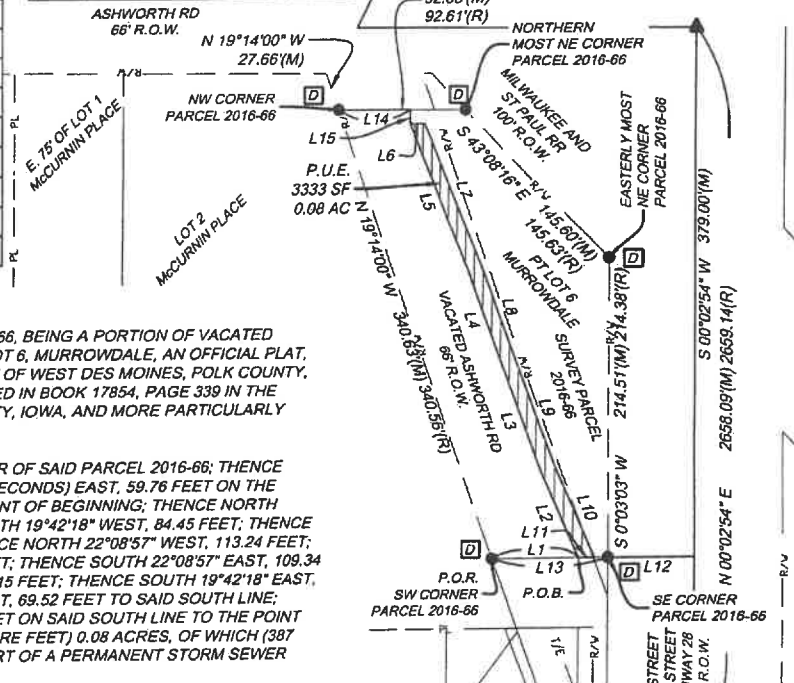 92.61'(R)
ASHWORTH RD
66' R.O.W.
N 19°14'00" W
27.66'(M)
NORTHERN
MOST NE CORNER
PARCEL 2016-66
R/W
D
D
NW CORNER
PARCEL 2016-66
L14
L15
L6
PL
E. 75' OF LOT 1
McCURNIN PLACE
PL
LOT 2
McCURNIN PLACE
P.U.E.
3333 SF
0.08 AC
MILWAUKEE AND
ST PAUL RR
100' R.O.W.
S 43°08'16" E
R/W
145.60'(M)
145.63'(R)
EASTERLY MOST
NE CORNER
PARCEL 2016-66
D
R/W
R/W
L7
L5
N 19°14'00" W
340.63'(M) 340.56'(R)
R/W
PT LOT 6
MURROWDALE
SURVEY PARCEL
2016-66
VACATED ASHWORTH RD
66' R.O.W.
L4
L8
R/W
L3
L9
L2
L10
L11
L1
L13
R/W
214.51'(M) 214.38'(R)
S 0°03'03" W
S 00°02'54" W 379.00'(M)
2658.09'(M) 2659.14(R)
N 00°02'54" E
66, BEING A PORTION OF VACATED
OT 6, MURROWDALE, AN OFFICIAL PLAT,
OF WEST DES MOINES, POLK COUNTY,
ED IN BOOK 17854, PAGE 339 IN THE
TY, IOWA, AND MORE PARTICULARLY
R OF SAID PARCEL 2016-66; THENCE
ECONDS) EAST, 59.76 FEET ON THE
NT OF BEGINNING; THENCE NORTH
TH 19°42'18" WEST, 84.45 FEET; THENCE
CE NORTH 22°08'57" WEST, 113.24 FEET;
ET; THENCE SOUTH 22°08'57" EAST, 109.34
15 FEET; THENCE SOUTH 19°42'18" EAST,
T, 69.52 FEET TO SAID SOUTH LINE;
ET ON SAID SOUTH LINE TO THE POINT
RE FEET) 0.08 ACRES, OF WHICH (387
RT OF A PERMANENT STORM SEWER
D
P.O.R.
SW CORNER
PARCEL 2016-66
P.O.B.
D
L12
SE CORNER
PARCEL 2016-66
PL
T/E
R/W
STREET
STREET
WAY 28
R.O.W.
R/W